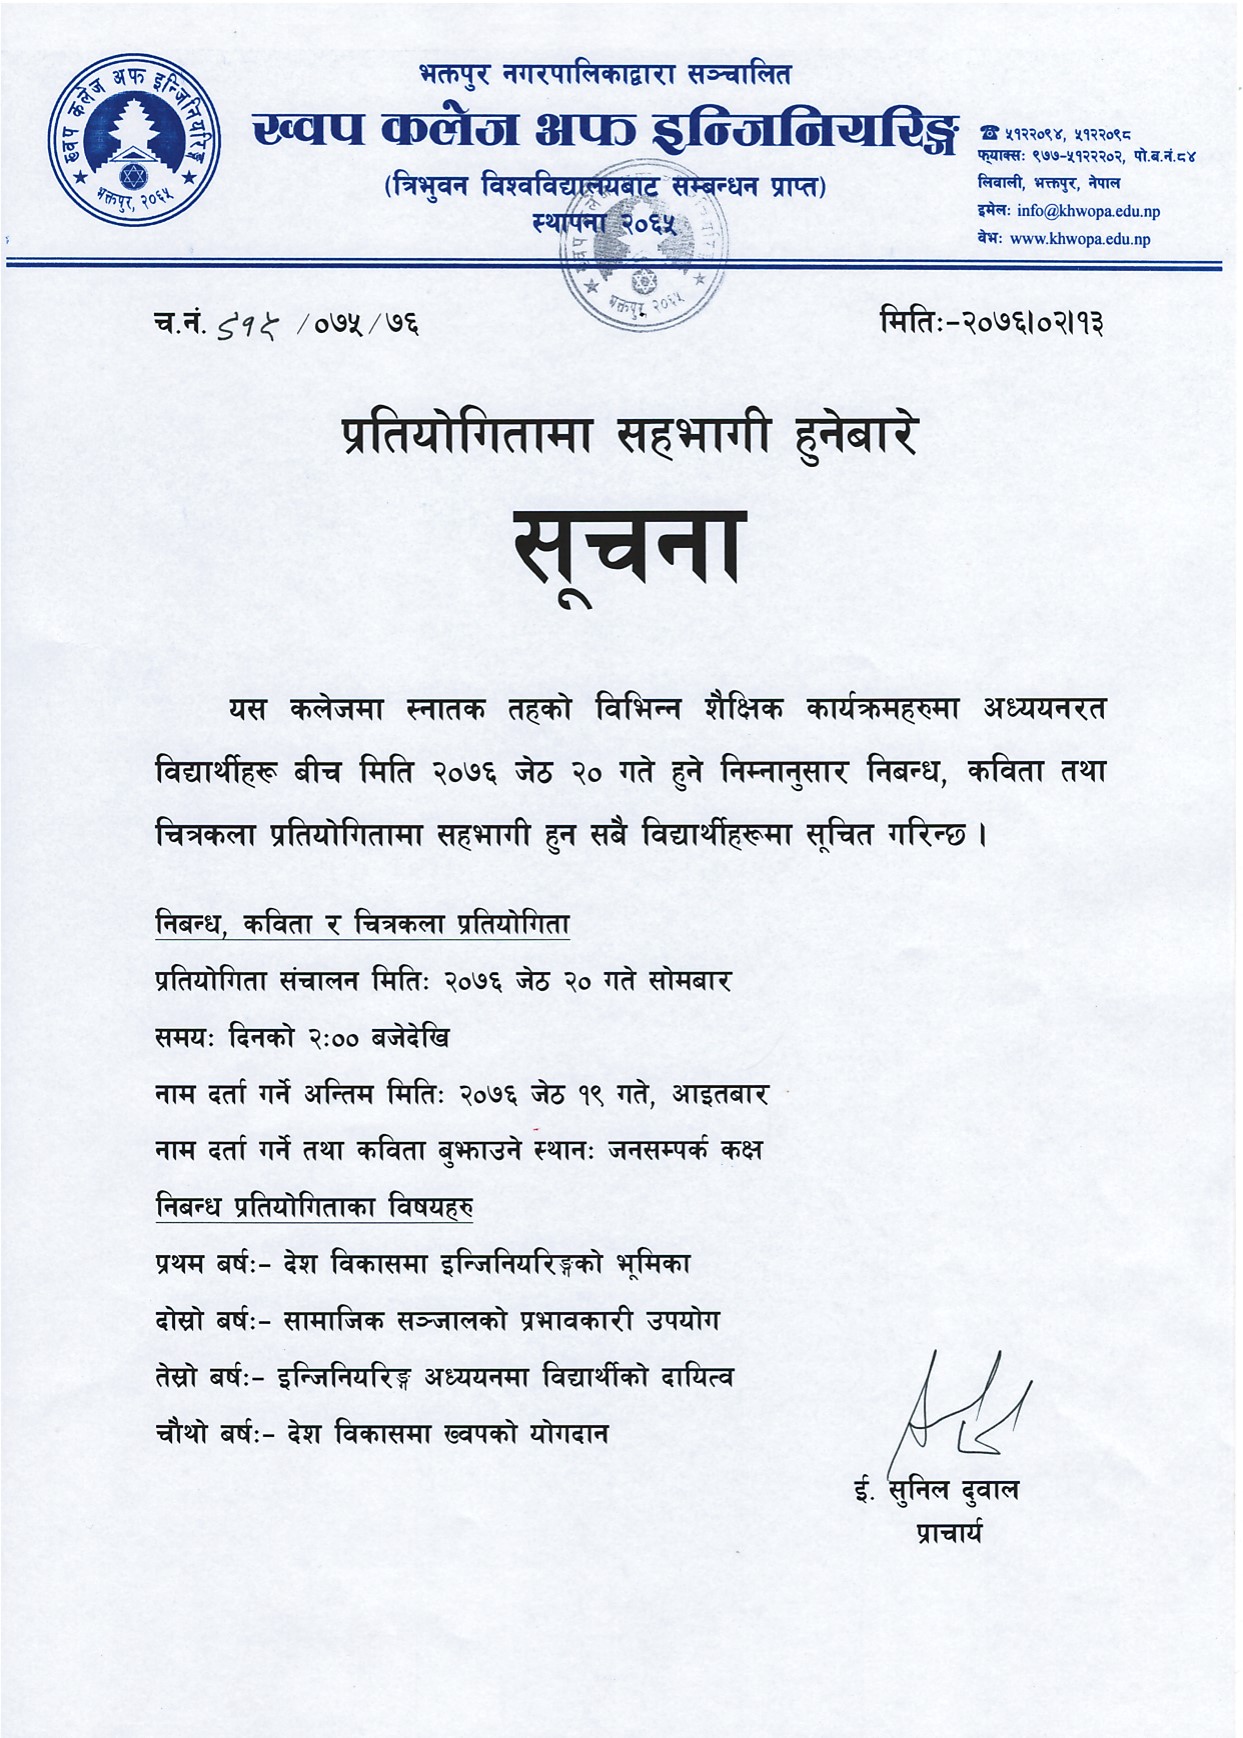 भक्तपुर नगरपालिकाद्वारा सञ्चालित
ख्वप कलेज अफ इन्जिनियरिङ्ग
(त्रिभुवन विश्वविद्यालयबाट सम्बन्धन प्राप्त)
स्थापना २०६५
ख्वप कलेज अफ इन्जिनियरिङ्ग
भक्तपुर, २०६५
☎ ५१२२०९४, ५१२२०९८
फ्याक्सः ९७७-५१२२२०२, पो.ब.नं.८४
लिवाली, भक्तपुर, नेपाल
इमेलः info@khwopa.edu.np
वेभः www.khwopa.edu.np
भक्तपुर, २०६५
च.नं. ८१५ /०७५/७६
मितिः-२०७६।०२।१३
प्रतियोगितामा सहभागी हुनेबारे
सूचना
यस कलेजमा स्नातक तहको विभिन्न शैक्षिक कार्यक्रमहरुमा अध्ययनरत
विद्यार्थीहरू बीच मिति २०७६ जेठ २० गते हुने निम्नानुसार निबन्ध, कविता तथा
चित्रकला प्रतियोगितामा सहभागी हुन सबै विद्यार्थीहरूमा सूचित गरिन्छ ।
निबन्ध, कविता र चित्रकला प्रतियोगिता
प्रतियोगिता संचालन मितिः २०७६ जेठ २० गते सोमबार
समयः दिनको २:०० बजेदेखि
नाम दर्ता गर्ने अन्तिम मितिः २०७६ जेठ १९ गते, आइतबार
नाम दर्ता गर्ने तथा कविता बुझाउने स्थानः जनसम्पर्क कक्ष
निबन्ध प्रतियोगिताका विषयहरु
प्रथम बर्षः- देश विकासमा इन्जिनियरिङ्गको भूमिका
दोस्रो बर्षः- सामाजिक सञ्जालको प्रभावकारी उपयोग
तेस्रो बर्षः- इन्जिनियरिङ्ग अध्ययनमा विद्यार्थीको दायित्व
चौथो बर्षः- देश विकासमा ख्वपको योगदान
ई. सुनिल दुवाल
प्राचार्य